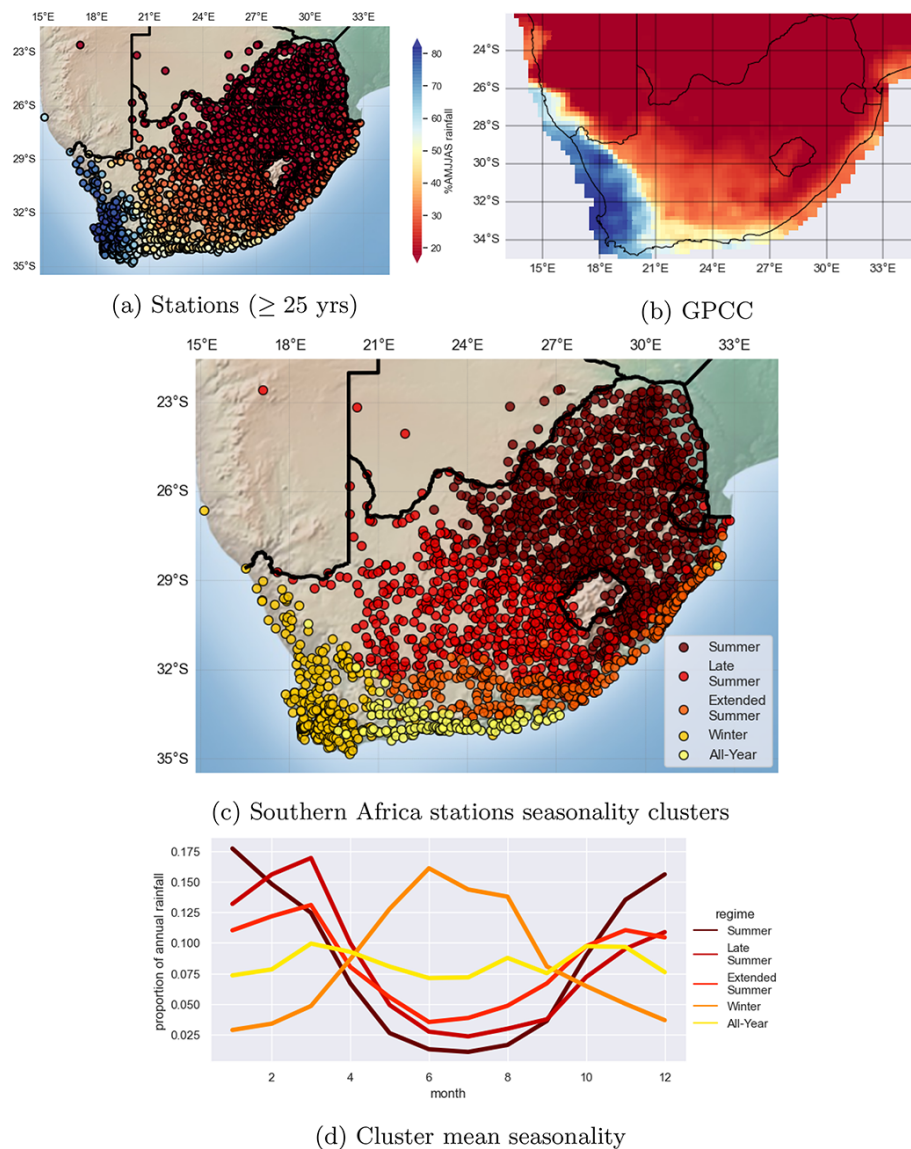 15°E 18°E 21°E 24°E 27°E 30°E 33°E
23°S
26°S
29°S
32°S
35°S
80
70
60
50
40
30
20
%AMJJAS rainfall
(a) Stations (≥ 25 yrs)
24°S
26°S
28°S
30°S
32°S
34°S
15°E 18°E 21°E 24°E 27°E 30°E 33°E
(b) GPCC
15°E 18°E 21°E 24°E 27°E 30°E 33°E
23°S
26°S
29°S
32°S
35°S
Summer
Late
Summer
Extended
Summer
Winter
All-Year
(c) Southern Africa stations seasonality clusters
proportion of annual rainfall
0.175
0.150
0.125
0.100
0.075
0.050
0.025
2 4 6 8 10 12
month
regime
Summer
Late
Summer
Extended
Summer
Winter
All-Year
(d) Cluster mean seasonality